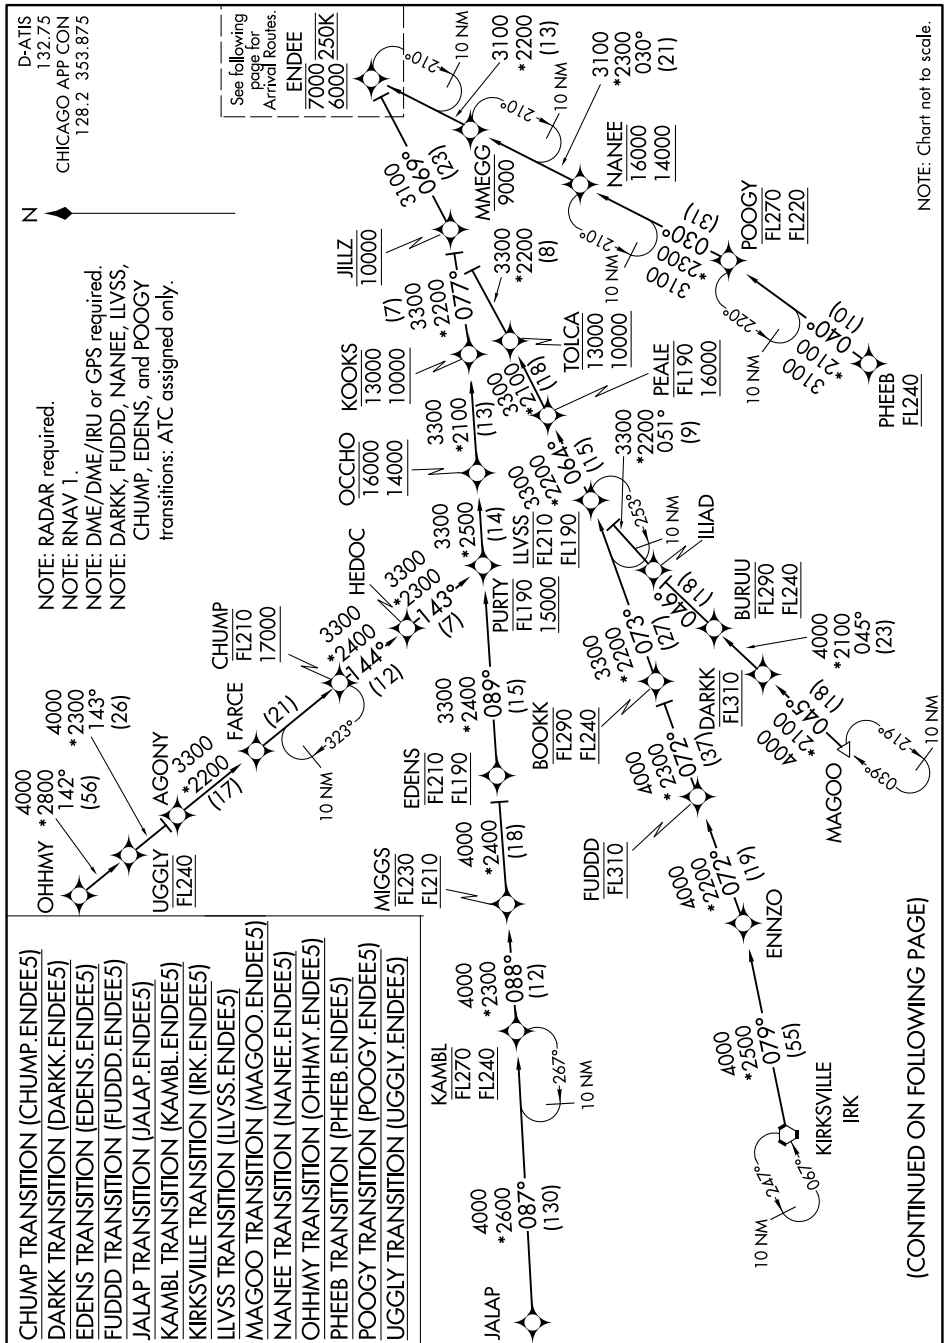 D-ATIS
132.75
CHICAGO APP CON
128.2 353.875
See following
page for
Arrival Routes.
ENDEE
7000 250K
6000
N
NOTE: RADAR required.
NOTE: RNAV 1.
NOTE: DME/DME/IRU or GPS required.
NOTE: DARKK, FUDDD, NANEE, LLVSS,
CHUMP, EDENS, and POOGY
transitions: ATC assigned only.
CHUMP TRANSITION (CHUMP.ENDEE5)
DARKK TRANSITION (DARKK.ENDEE5)
EDENS TRANSITION (EDENS.ENDEE5)
FUDDD TRANSITION (FUDDD.ENDEE5)
JALAP TRANSITION (JALAP.ENDEE5)
KAMBL TRANSITION (KAMBL.ENDEE5)
KIRKSVILLE TRANSITION (IRK.ENDEE5)
LLVSS TRANSITION (LLVSS.ENDEE5)
MAGOO TRANSITION (MAGOO.ENDEE5)
NANEE TRANSITION (NANEE.ENDEE5)
OHHMY TRANSITION (OHHMY.ENDEE5)
PHEEB TRANSITION (PHEEB.ENDEE5)
POOGY TRANSITION (POOGY.ENDEE5)
UGGLY TRANSITION (UGGLY.ENDEE5)
OHHMY
4000
*2800
142°
(56)
UGGLY
FL240
4000
*2300
143°
(26)
AGONY
3300
*2200
(17)
FARCE
(21)
CHUMP
FL210
17000
323°
10 NM
3300
*2400
144°
(12)
HEDOC
3300
*2300
143°
(7)
JALAP
4000
*2600
087°
(130)
KAMBL
FL270
FL240
267°
10 NM
4000
*2300
088°
(12)
MIGGS
FL230
FL210
4000
*2400
(18)
EDENS
FL210
FL190
3300
*2400
089°
(15)
PURTY
FL190
15000
3300
*2500
(14)
OCCHO
16000
14000
3300
*2100
(13)
KOOKS
13000
10000
(7)
3300
*2200
077°
JILLZ
10000
3100
069°
(23)
KIRKSVILLE
IRK
247°
067°
10 NM
4000
*2500
079°
(55)
ENNZO
4000
*2200
072°
(19)
FUDDD
FL310
4000
*2300
072°
(37)
BOOKK
FL290
FL240
3300
*2200
073°
(27)
LLVSS
FL210
FL190
253°
10 NM
3300
*2200
064°
(15)
PEALE
FL190
16000
3300
*2100
(18)
TOLCA
13000
10000
3300
*2200
(8)
MAGOO
039°
219°
10 NM
4000
*2100
045°
(18)
DARKK
FL310
4000
*2100
045°
(23)
BURUU
FL290
FL240
046°
(18)
ILIAD
3300
*2200
051°
(9)
PHEEB
FL240
3100
*2100
040°
(10)
POOGY
FL270
FL220
220°
10 NM
3100
*2300
030°
(31)
NANEE
16000
14000
210°
10 NM
3100
*2300
030°
(21)
MMEGG
9000
210°
10 NM
3100
*2200
(13)
210°
10 NM
NOTE: Chart not to scale.
(CONTINUED ON FOLLOWING PAGE)